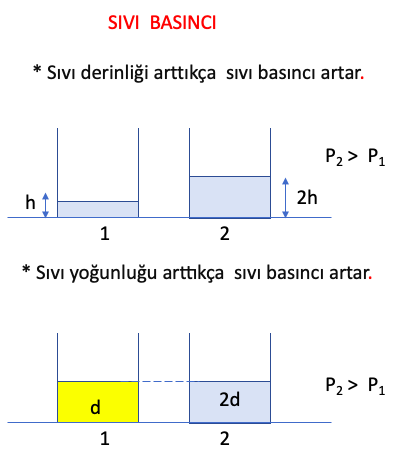 SIVI BASINCI
* Sıvı derinliği arttıkça sıvı basıncı artar.
P₂ > P₁
h
2h
1
2
* Sıvı yoğunluğu arttıkça sıvı basıncı artar.
P₂ > P₁
d
2d
1
2